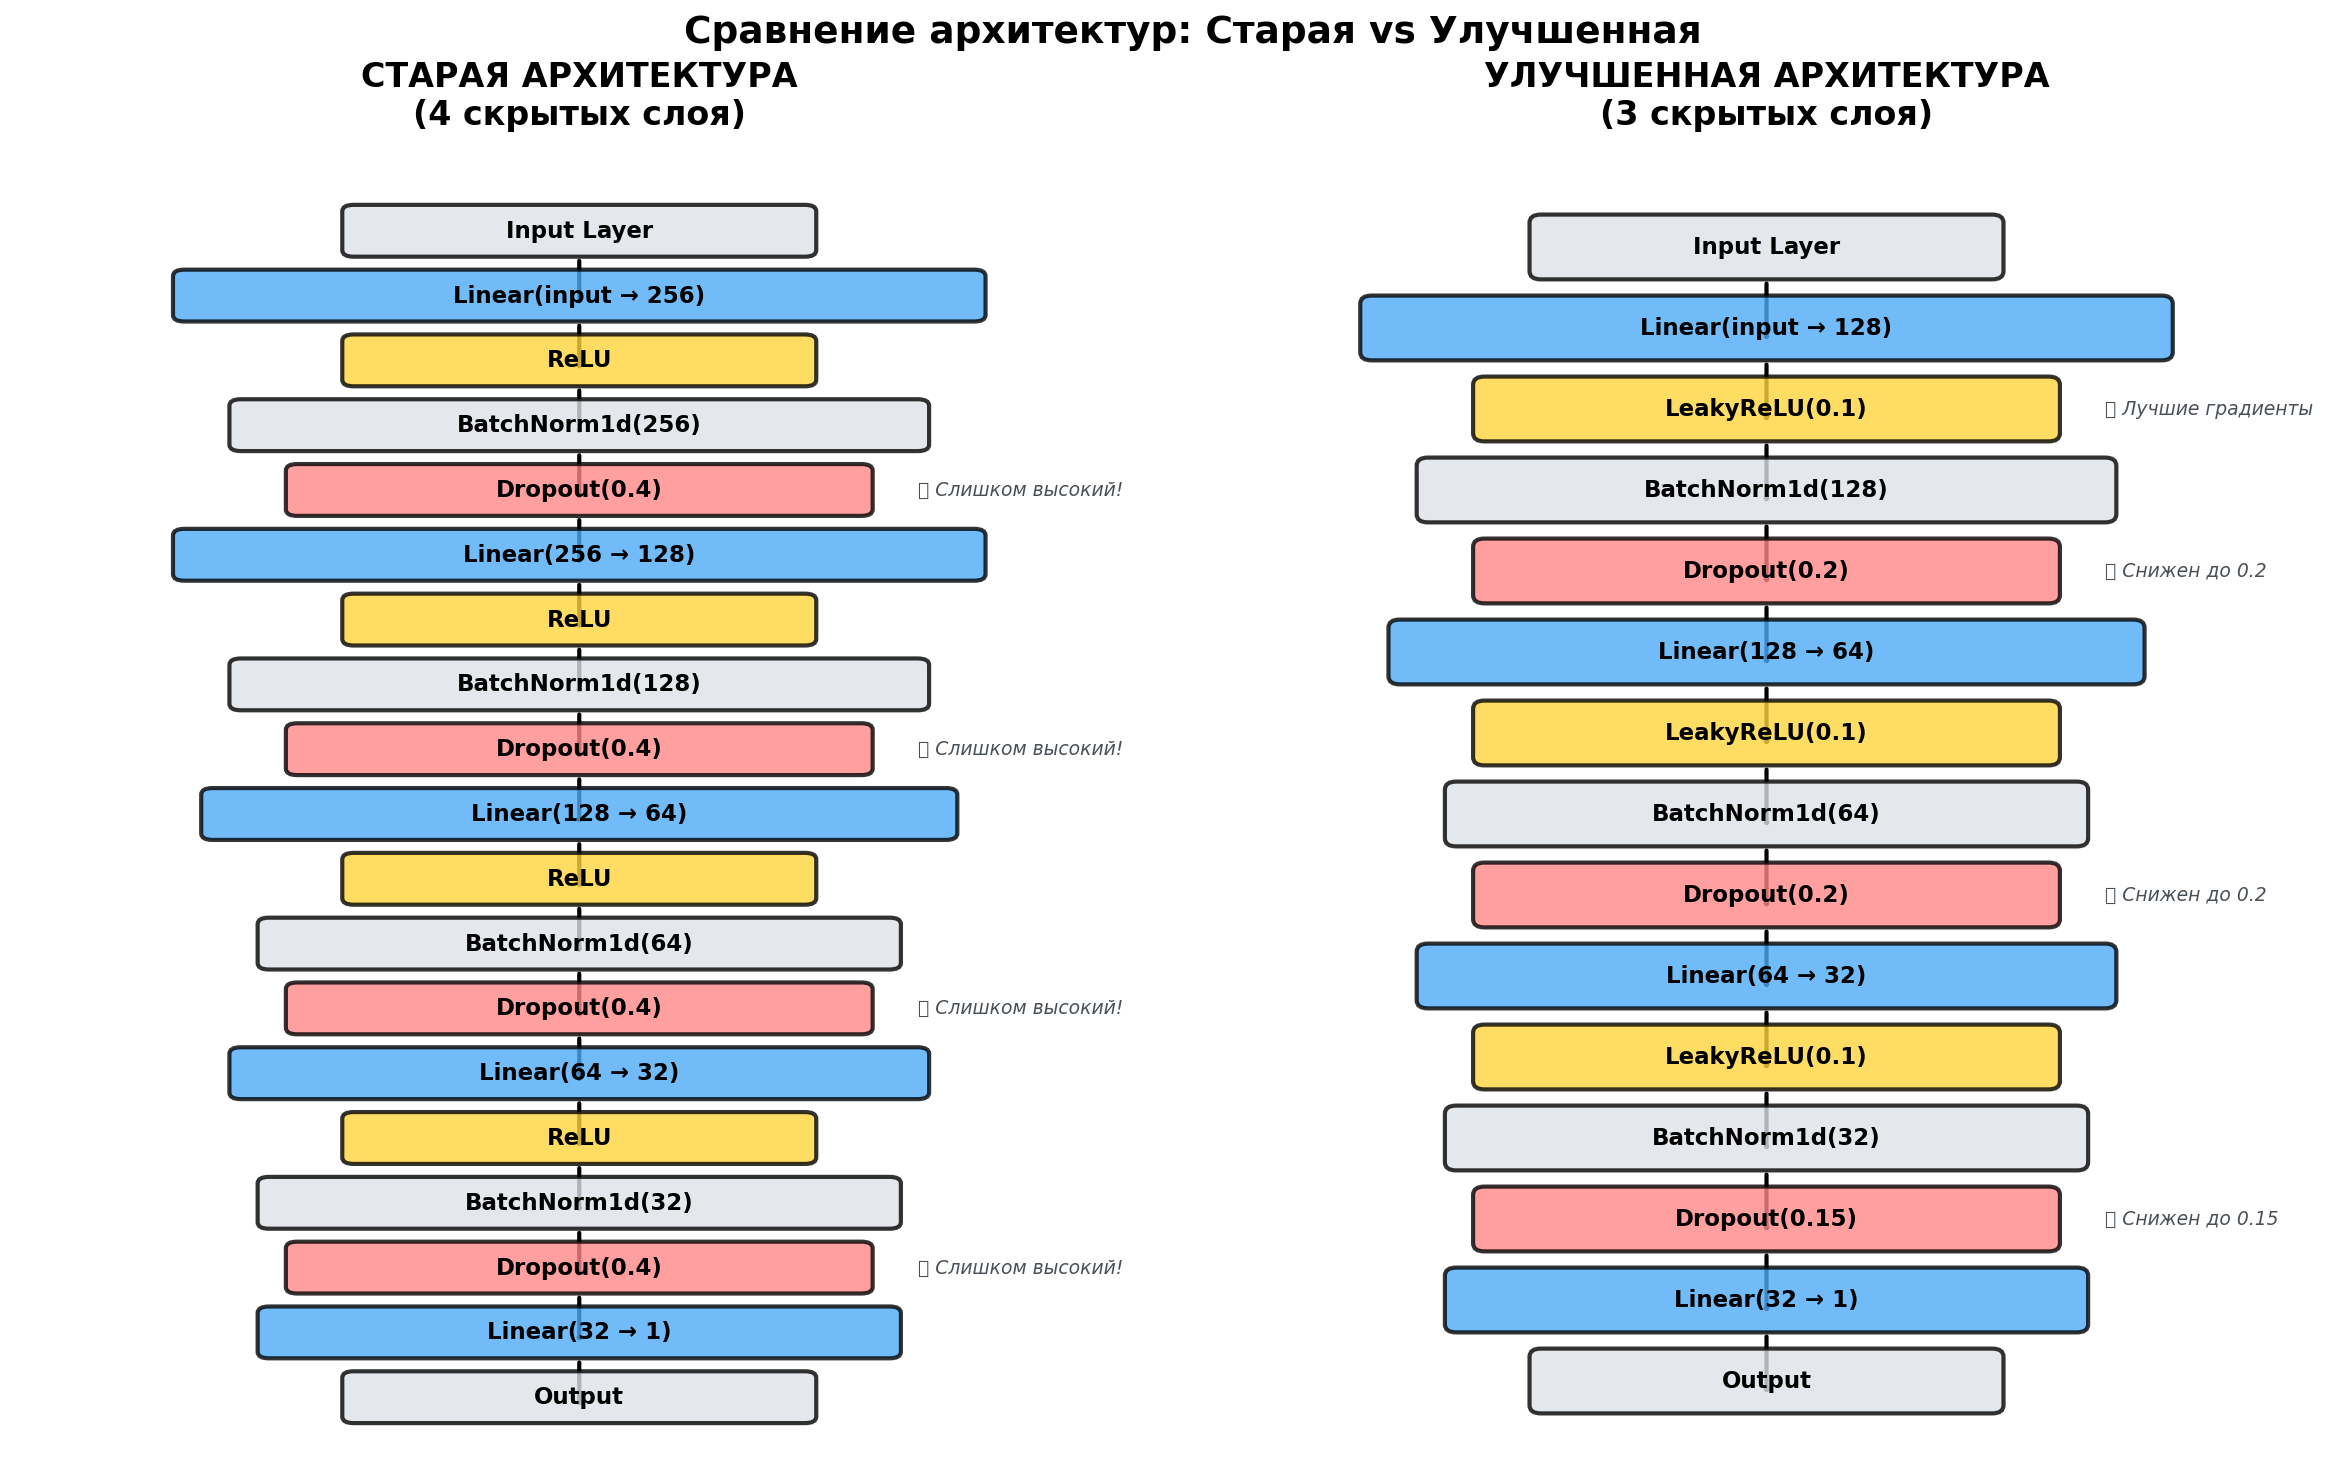 Сравнение архитектур: Старая vs Улучшенная
СТАРАЯ АРХИТЕКТУРА
(4 скрытых слоя)
Input Layer
Linear(input → 256)
ReLU
BatchNorm1d(256)
Dropout(0.4)
Слишком высокий!
Linear(256 → 128)
ReLU
BatchNorm1d(128)
Dropout(0.4)
Слишком высокий!
Linear(128 → 64)
ReLU
BatchNorm1d(64)
Dropout(0.4)
Слишком высокий!
Linear(64 → 32)
ReLU
BatchNorm1d(32)
Dropout(0.4)
Слишком высокий!
Linear(32 → 1)
Output
УЛУЧШЕННАЯ АРХИТЕКТУРА
(3 скрытых слоя)
Input Layer
Linear(input → 128)
LeakyReLU(0.1)
Лучшие градиенты
BatchNorm1d(128)
Dropout(0.2)
Снижен до 0.2
Linear(128 → 64)
LeakyReLU(0.1)
BatchNorm1d(64)
Dropout(0.2)
Снижен до 0.2
Linear(64 → 32)
LeakyReLU(0.1)
BatchNorm1d(32)
Dropout(0.15)
Снижен до 0.15
Linear(32 → 1)
Output